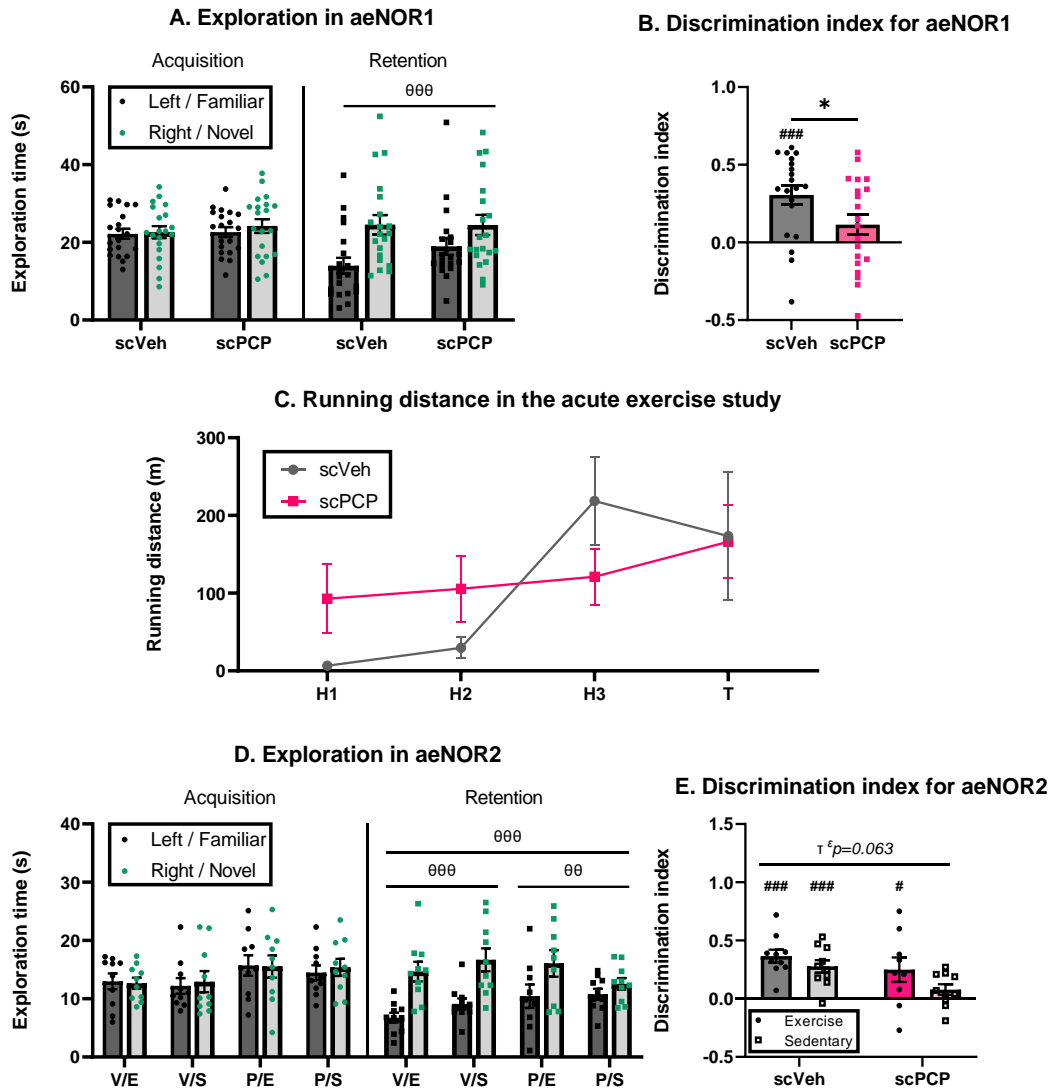 A. Exploration in aeNOR1
Acquisition
Retention
Exploration time (s)
60
40
20
0
Left / Familiar
Right / Novel
θθθ
scVeh
scPCP
scVeh
scPCP
B. Discrimination index for aeNOR1
Discrimination index
1.0
0.5
0.0
-0.5
*
###
scVeh
scPCP
C. Running distance in the acute exercise study
Running distance (m)
300
200
100
0
scVeh
scPCP
H1
H2
H3
T
D. Exploration in aeNOR2
Acquisition
Retention
Exploration time (s)
40
30
20
10
0
Left / Familiar
Right / Novel
θθθ
θθθ
θθ
V/E
V/S
P/E
P/S
V/E
V/S
P/E
P/S
E. Discrimination index for aeNOR2
Discrimination index
1.5
1.0
0.5
0.0
-0.5
τ εp=0.063
###
###
#
Exercise
Sedentary
scVeh
scPCP